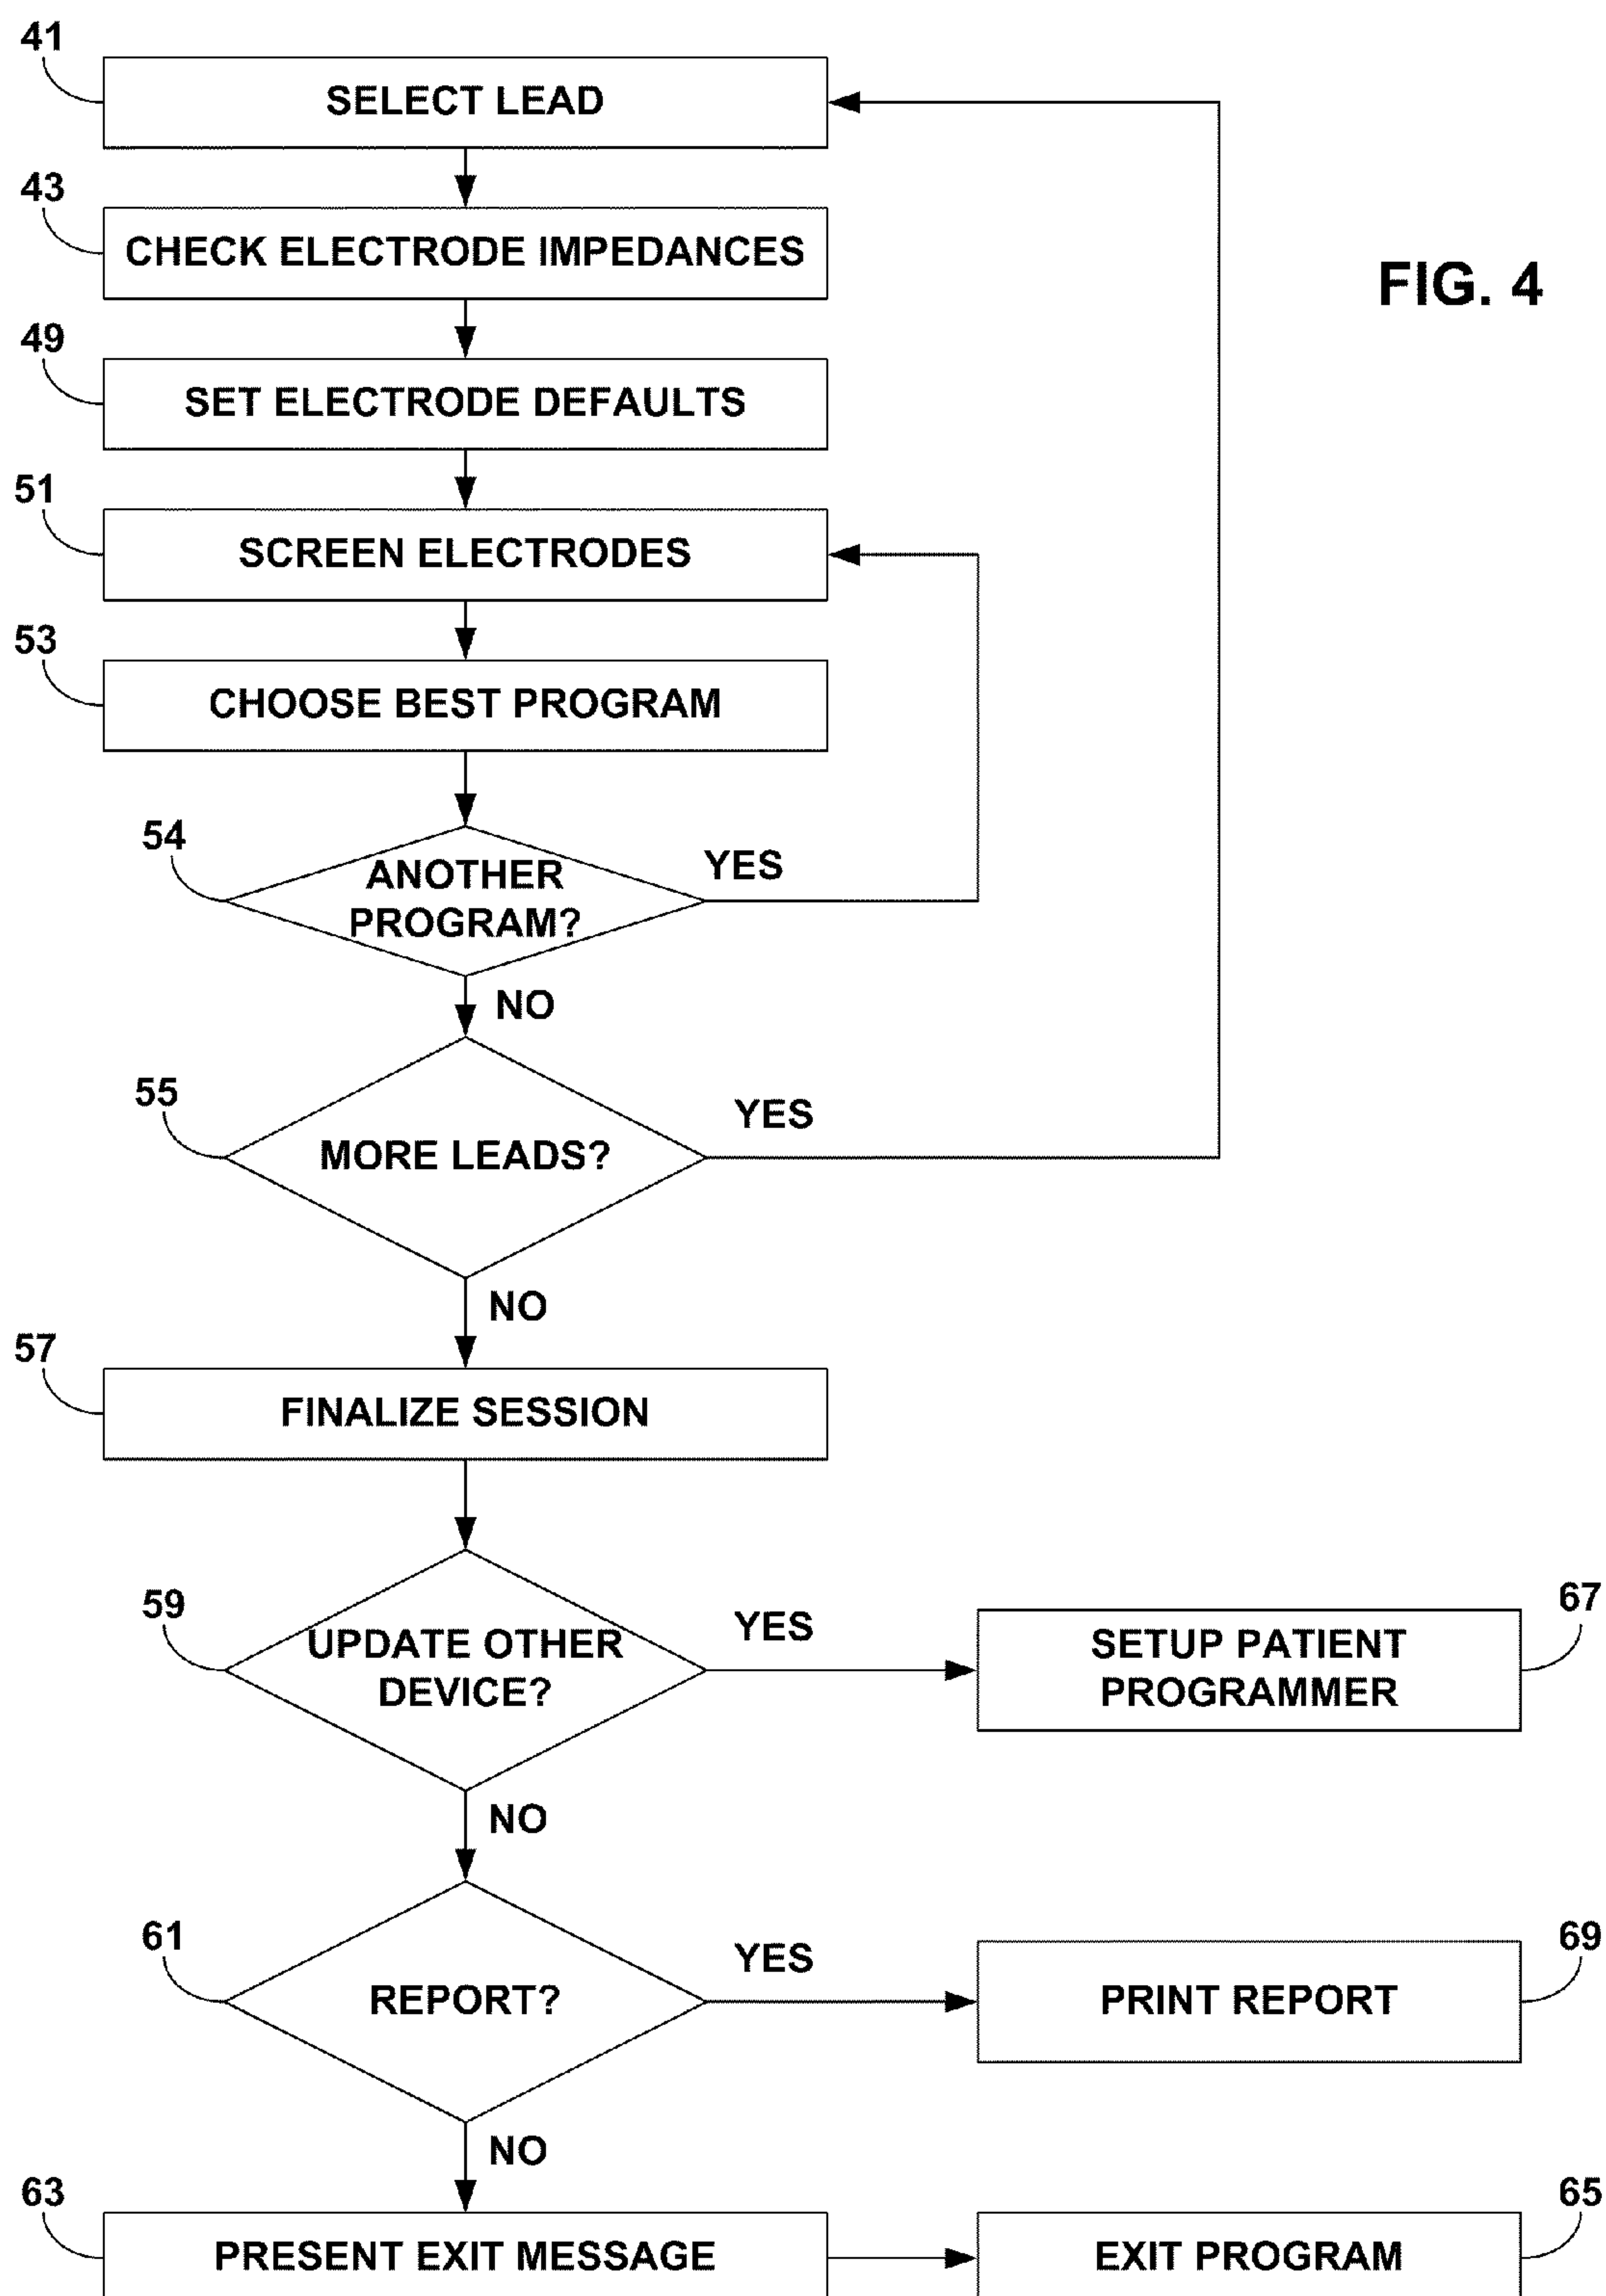 41
SELECT LEAD
43
CHECK ELECTRODE IMPEDANCES
FIG. 4
49
SET ELECTRODE DEFAULTS
51
SCREEN ELECTRODES
53
CHOOSE BEST PROGRAM
54
ANOTHER
PROGRAM?
YES
NO
55
MORE LEADS?
YES
NO
57
FINALIZE SESSION
59
UPDATE OTHER
DEVICE?
YES
SETUP PATIENT
PROGRAMMER
67
NO
61
REPORT?
YES
PRINT REPORT
69
NO
63
PRESENT EXIT MESSAGE
EXIT PROGRAM
65